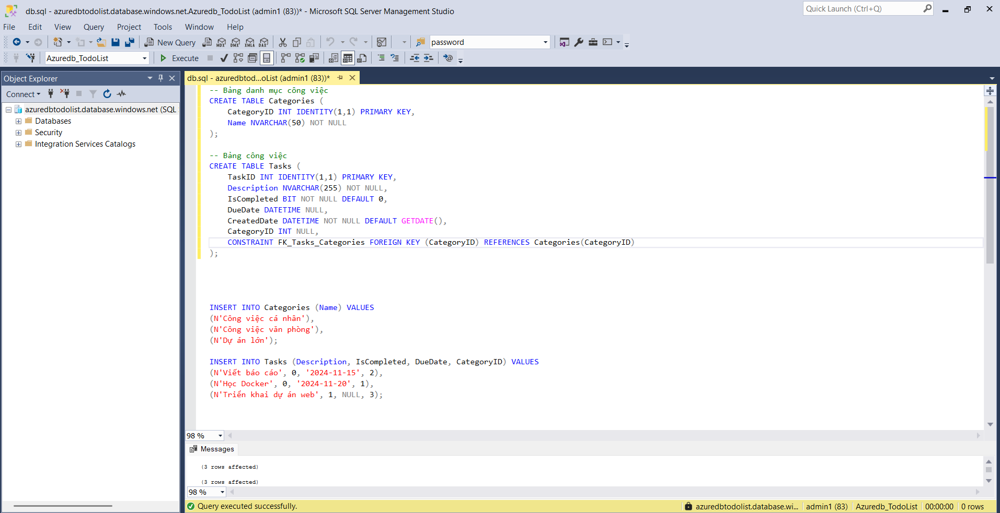 db.sql - azuredbtodolist.database.windows.net.Azuredb_TodoList (admin1 (83))* - Microsoft SQL Server Management Studio
Quick Launch (Ctrl+Q)
File Edit View Query Project Tools Window Help
New Query MDX DMX XMLA DAX password
Azuredb_TodoList Execute
Object Explorer
Connect
azuredbtodolist.database.windows.net (SQL
Databases
Security
Integration Services Catalogs
db.sql - azuredbtod...oList (admin1 (83))*
-- Bảng danh mục công việc
CREATE TABLE Categories (
    CategoryID INT IDENTITY(1,1) PRIMARY KEY,
    Name NVARCHAR(50) NOT NULL
);
-- Bảng công việc
CREATE TABLE Tasks (
    TaskID INT IDENTITY(1,1) PRIMARY KEY,
    Description NVARCHAR(255) NOT NULL,
    IsCompleted BIT NOT NULL DEFAULT 0,
    DueDate DATETIME NULL,
    CreatedDate DATETIME NOT NULL DEFAULT GETDATE(),
    CategoryID INT NULL,
    CONSTRAINT FK_Tasks_Categories FOREIGN KEY (CategoryID) REFERENCES Categories(CategoryID)
);
INSERT INTO Categories (Name) VALUES
(N'Công việc cá nhân'),
(N'Công việc văn phòng'),
(N'Dự án lớn');
INSERT INTO Tasks (Description, IsCompleted, DueDate, CategoryID) VALUES
(N'Viết báo cáo', 0, '2024-11-15', 2),
(N'Học Docker', 0, '2024-11-20', 1),
(N'Triển khai dự án web', 1, NULL, 3);
98 %
Messages
(3 rows affected)
(3 rows affected)
98 %
Query executed successfully.
azuredbtodolist.database.wi... admin1 (83) Azuredb_TodoList 00:00:00 0 rows